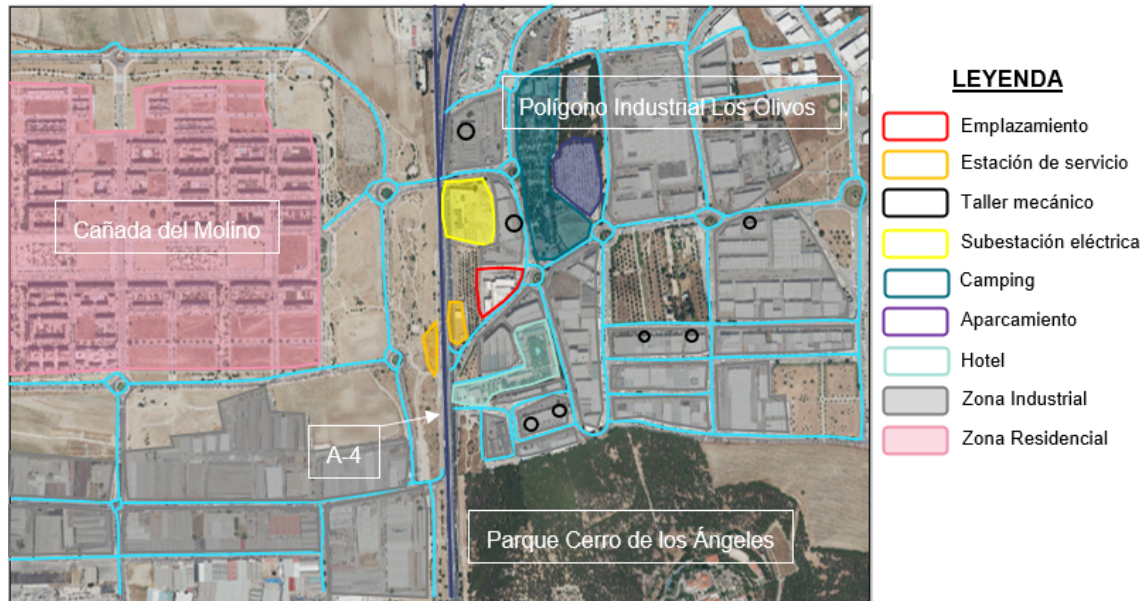 Polígono Industrial Los Olivos
Cañada del Molino
A-4
Parque Cerro de los Ángeles
LEYENDA
Emplazamiento
Estación de servicio
Taller mecánico
Subestación eléctrica
Camping
Aparcamiento
Hotel
Zona Industrial
Zona Residencial